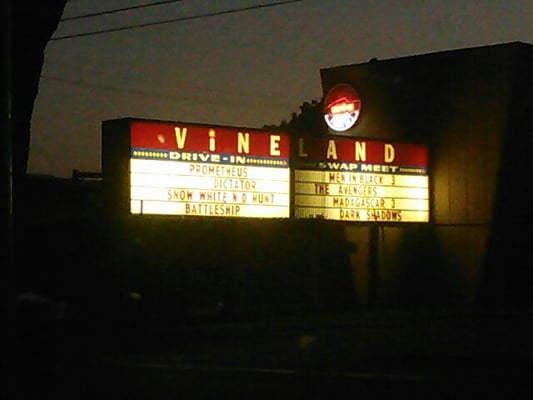 ViNELAND
DRIVE-IN
SWAP MEET
PROMETHEUS
DICTATOR
SNOW WHITE N D HUNT
BATTLESHIP
MEN IN BLACK 3
THE AVENGERS
MADAGASCAR 3
DARK SHADOWS